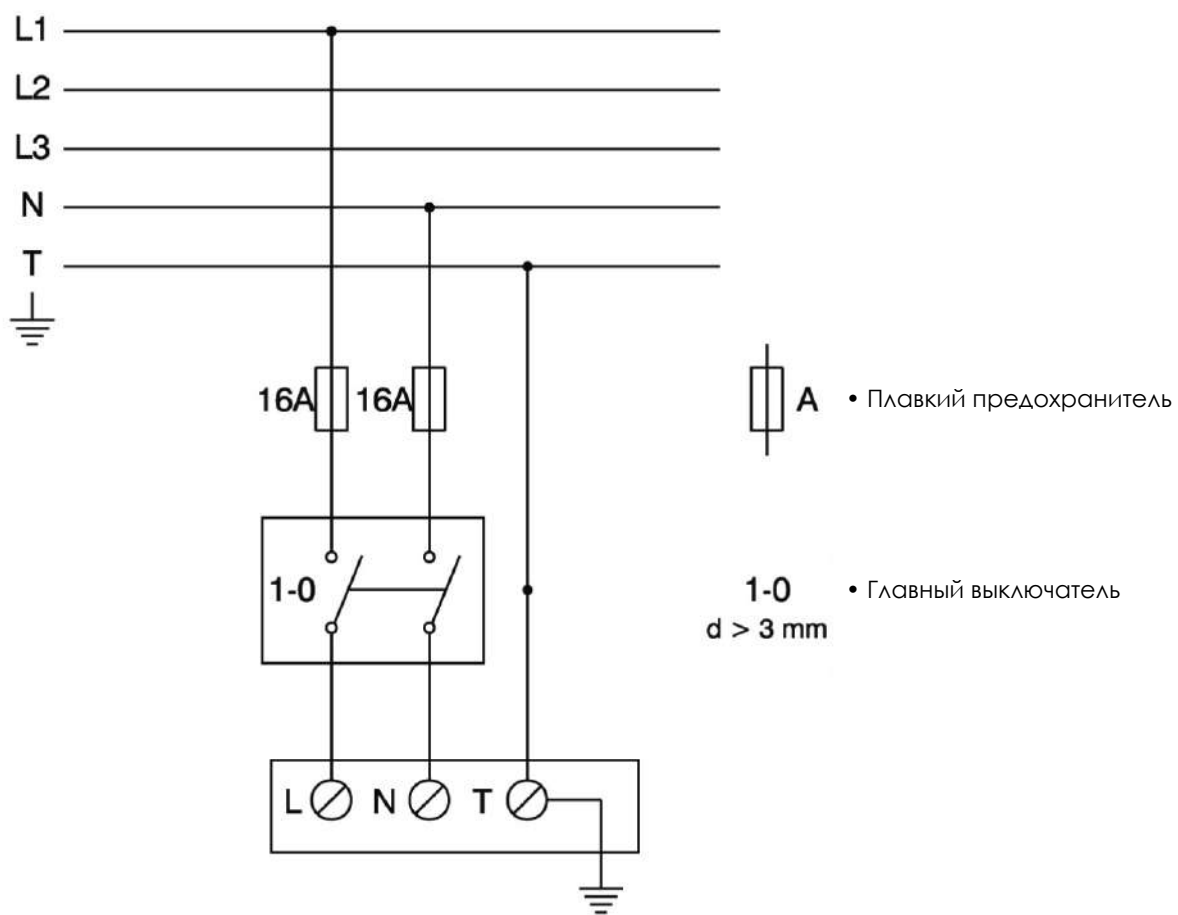 L1
L2
L3
N
T
16A 16A
A • Плавкий предохранитель
1-0
1-0 • Главный выключатель
d > 3 mm
L N T